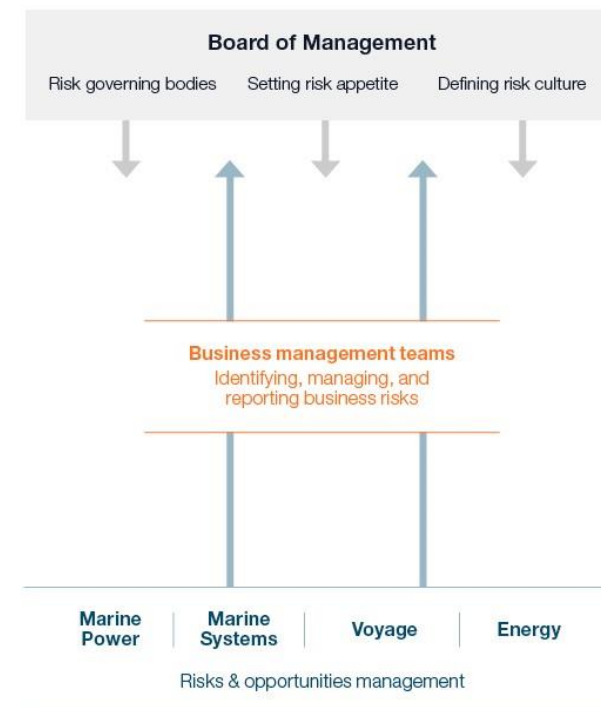 Board of Management
Risk governing bodies Setting risk appetite Defining risk culture
Business management teams
Identifying, managing, and
reporting business risks
Marine Power
Marine Systems
Voyage
Energy
Risks & opportunities management